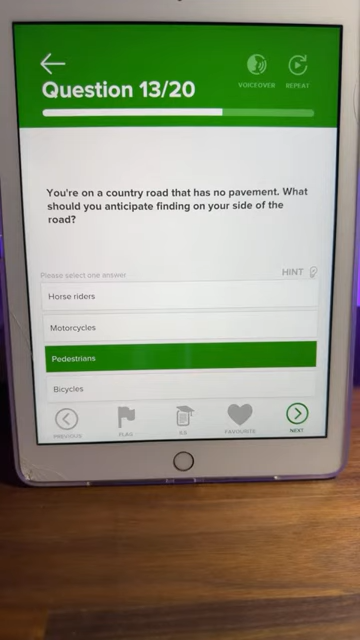 Question 13/20
VOICEOVER
REPEAT
You're on a country road that has no pavement. What
should you anticipate finding on your side of the
road?
Please select one answer
HINT
Horse riders
Motorcycles
Pedestrians
Bicycles
PREVIOUS
FLAG
FAVOURITE
NEXT